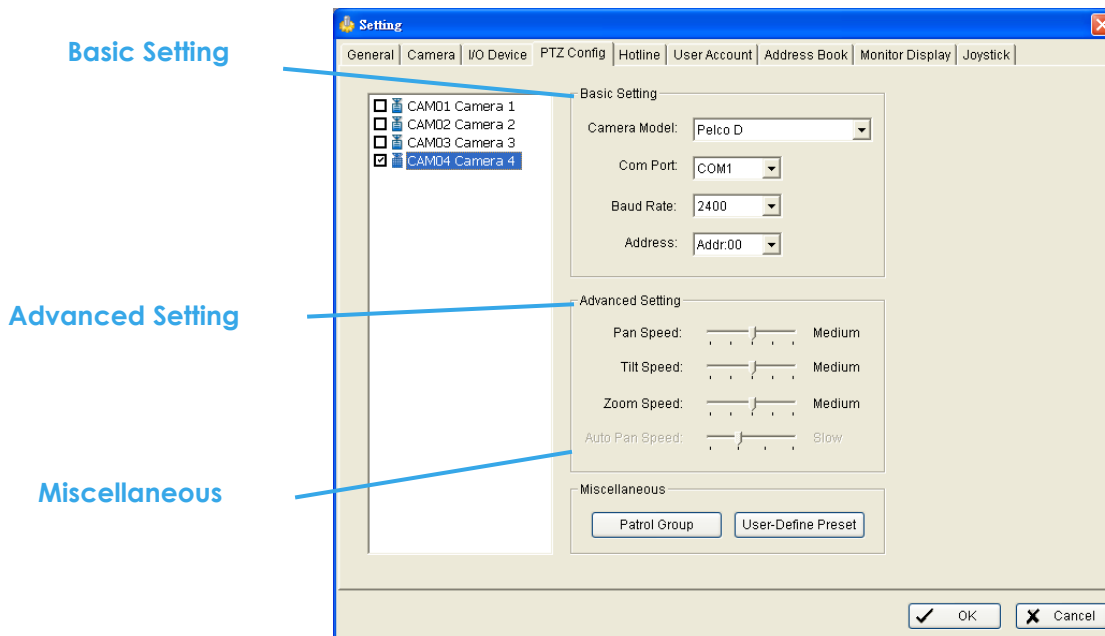 Setting
General Camera I/O Device PTZ Config Hotline User Account Address Book Monitor Display Joystick
Basic Setting
CAM01 Camera 1
CAM02 Camera 2
CAM03 Camera 3
CAM04 Camera 4
Basic Setting
Camera Model: Pelco D
Com Port: COM1
Baud Rate: 2400
Address: Addr:00
Advanced Setting
Advanced Setting
Pan Speed: Medium
Tilt Speed: Medium
Zoom Speed: Medium
Auto Pan Speed: Slow
Miscellaneous
Miscellaneous
Patrol Group User-Define Preset
OK Cancel